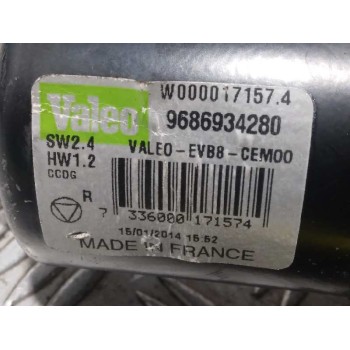 Valeo
W000017157.4
9686934280
SW2.4 VALEO-EVB8-CEM00
HW1.2
CCDG
R
7 336000 171574
15/01/2014 15:52
MADE IN FRANCE